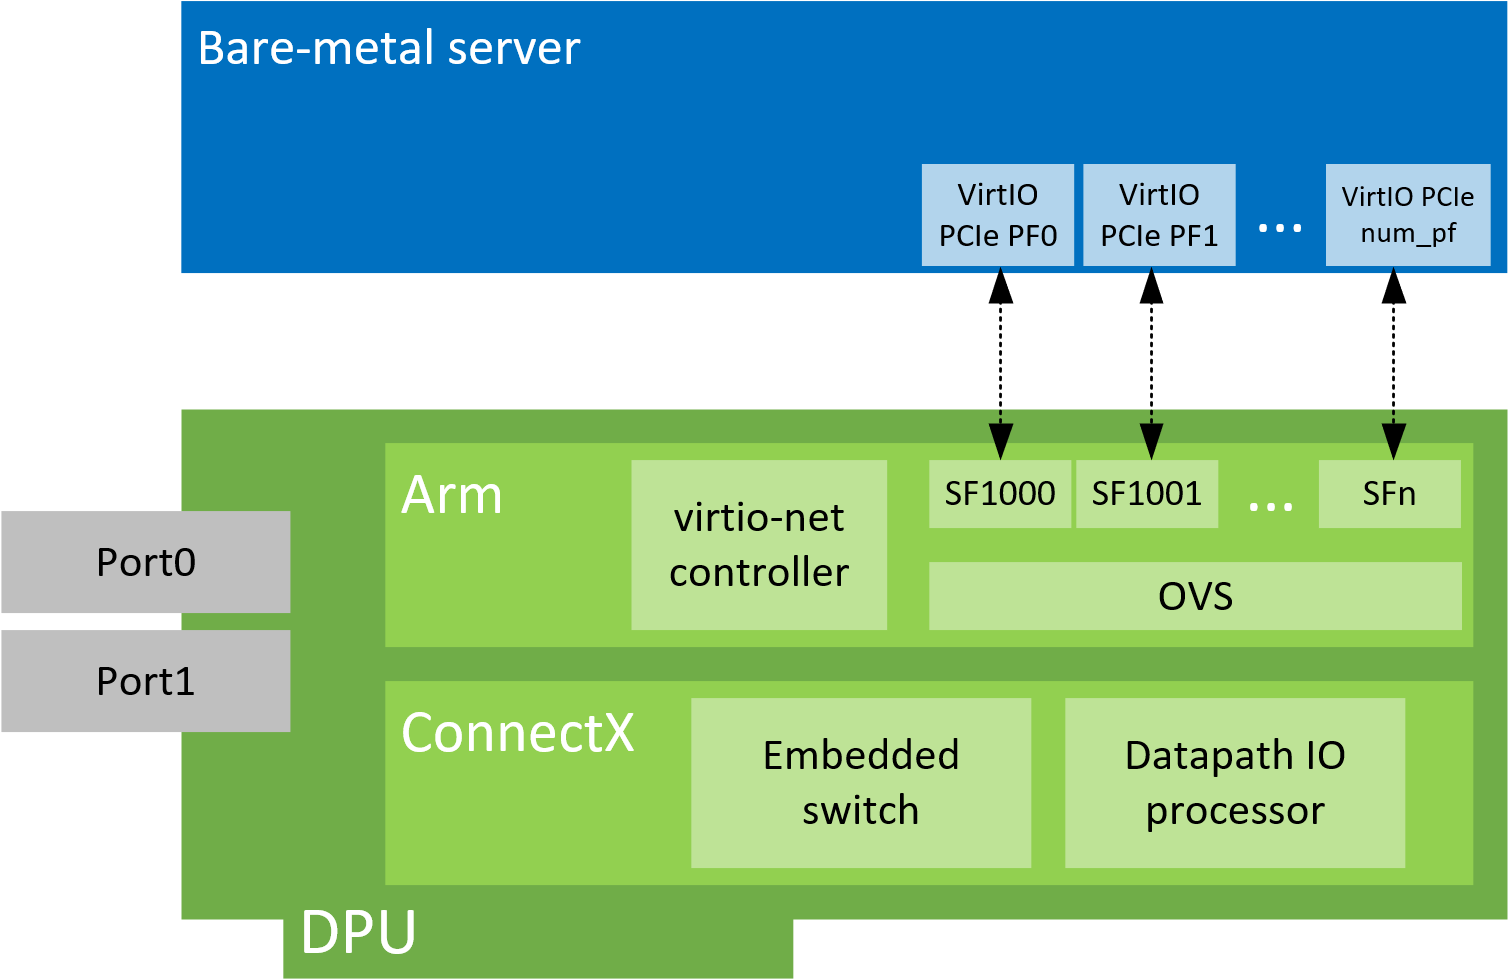 Bare-metal server
VirtIO
PCIe PF0
VirtIO
PCIe PF1
...
VirtIO PCIe
num_pf
Arm
virtio-net
controller
SF1000
SF1001
...
SFn
OVS
Port0
Port1
ConnectX
Embedded
switch
Datapath IO
processor
DPU